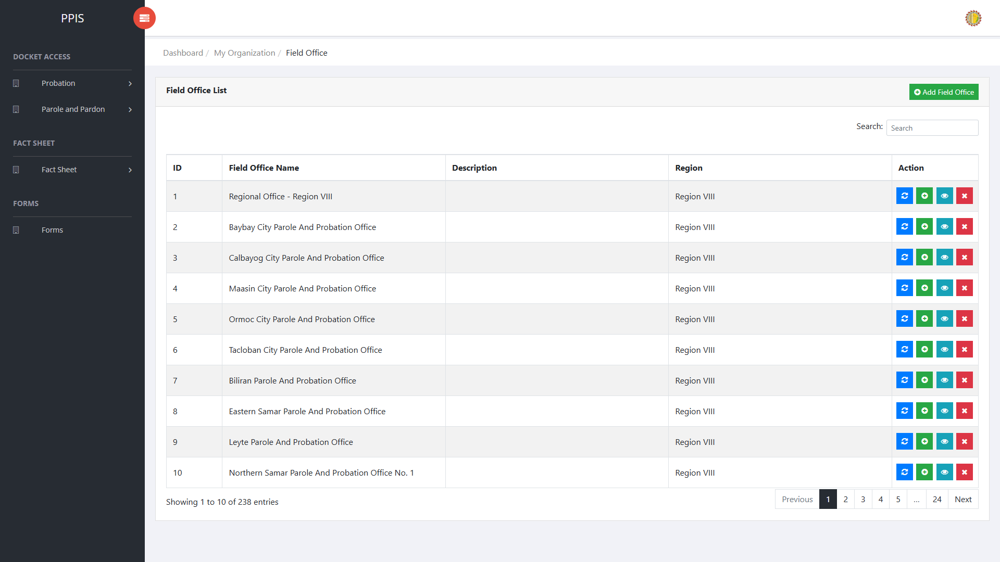 PPIS
DOCKET ACCESS
Probation
Parole and Pardon
FACT SHEET
Fact Sheet
FORMS
Forms
Dashboard / My Organization / Field Office
Field Office List
Add Field Office
Search: Search
ID Field Office Name Description Region Action
1 Regional Office - Region VIII Region VIII
2 Baybay City Parole And Probation Office Region VIII
3 Calbayog City Parole And Probation Office Region VIII
4 Maasin City Parole And Probation Office Region VIII
5 Ormoc City Parole And Probation Office Region VIII
6 Tacloban City Parole And Probation Office Region VIII
7 Biliran Parole And Probation Office Region VIII
8 Eastern Samar Parole And Probation Office Region VIII
9 Leyte Parole And Probation Office Region VIII
10 Northern Samar Parole And Probation Office No. 1 Region VIII
Showing 1 to 10 of 238 entries
Previous 1 2 3 4 5 ... 24 Next